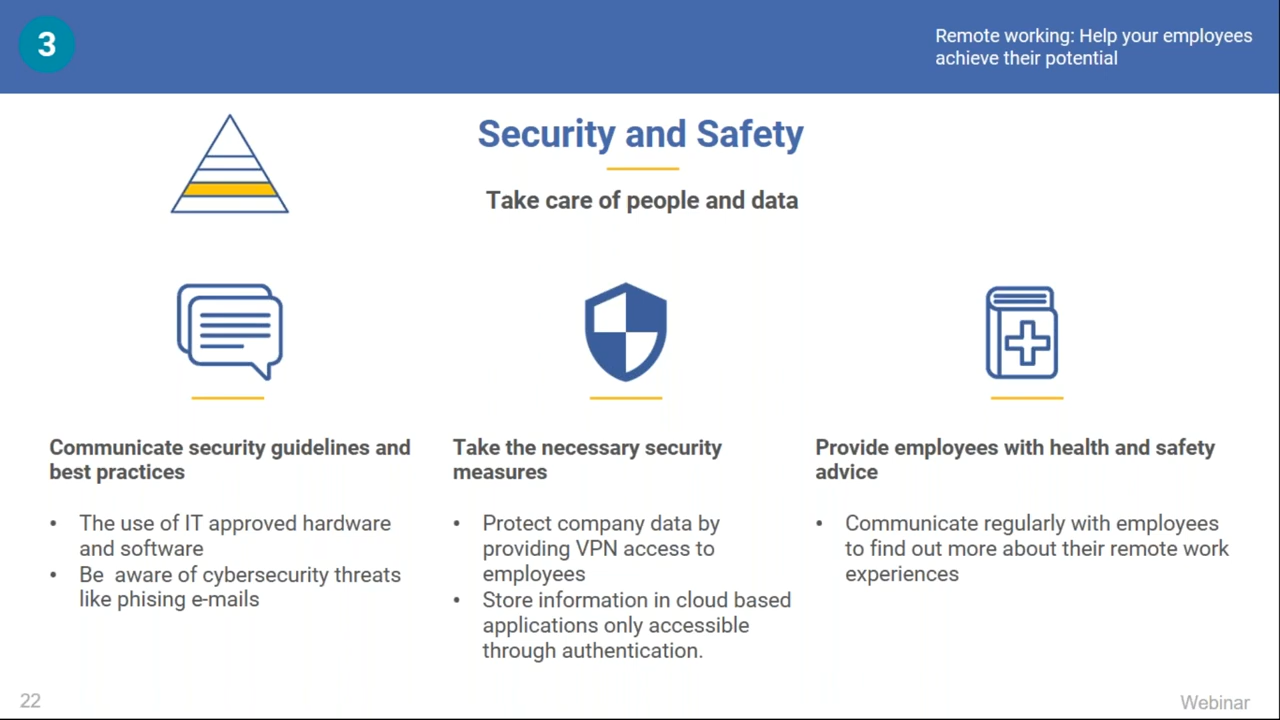 3
Remote working: Help your employees
achieve their potential
Security and Safety
Take care of people and data
Communicate security guidelines and
best practices
• The use of IT approved hardware
and software
• Be  aware of cybersecurity threats
like phising e-mails
Take the necessary security
measures
• Protect company data by
providing VPN access to
employees
• Store information in cloud based
applications only accessible
through authentication.
Provide employees with health and safety
advice
• Communicate regularly with employees
to find out more about their remote work
experiences
22
Webinar